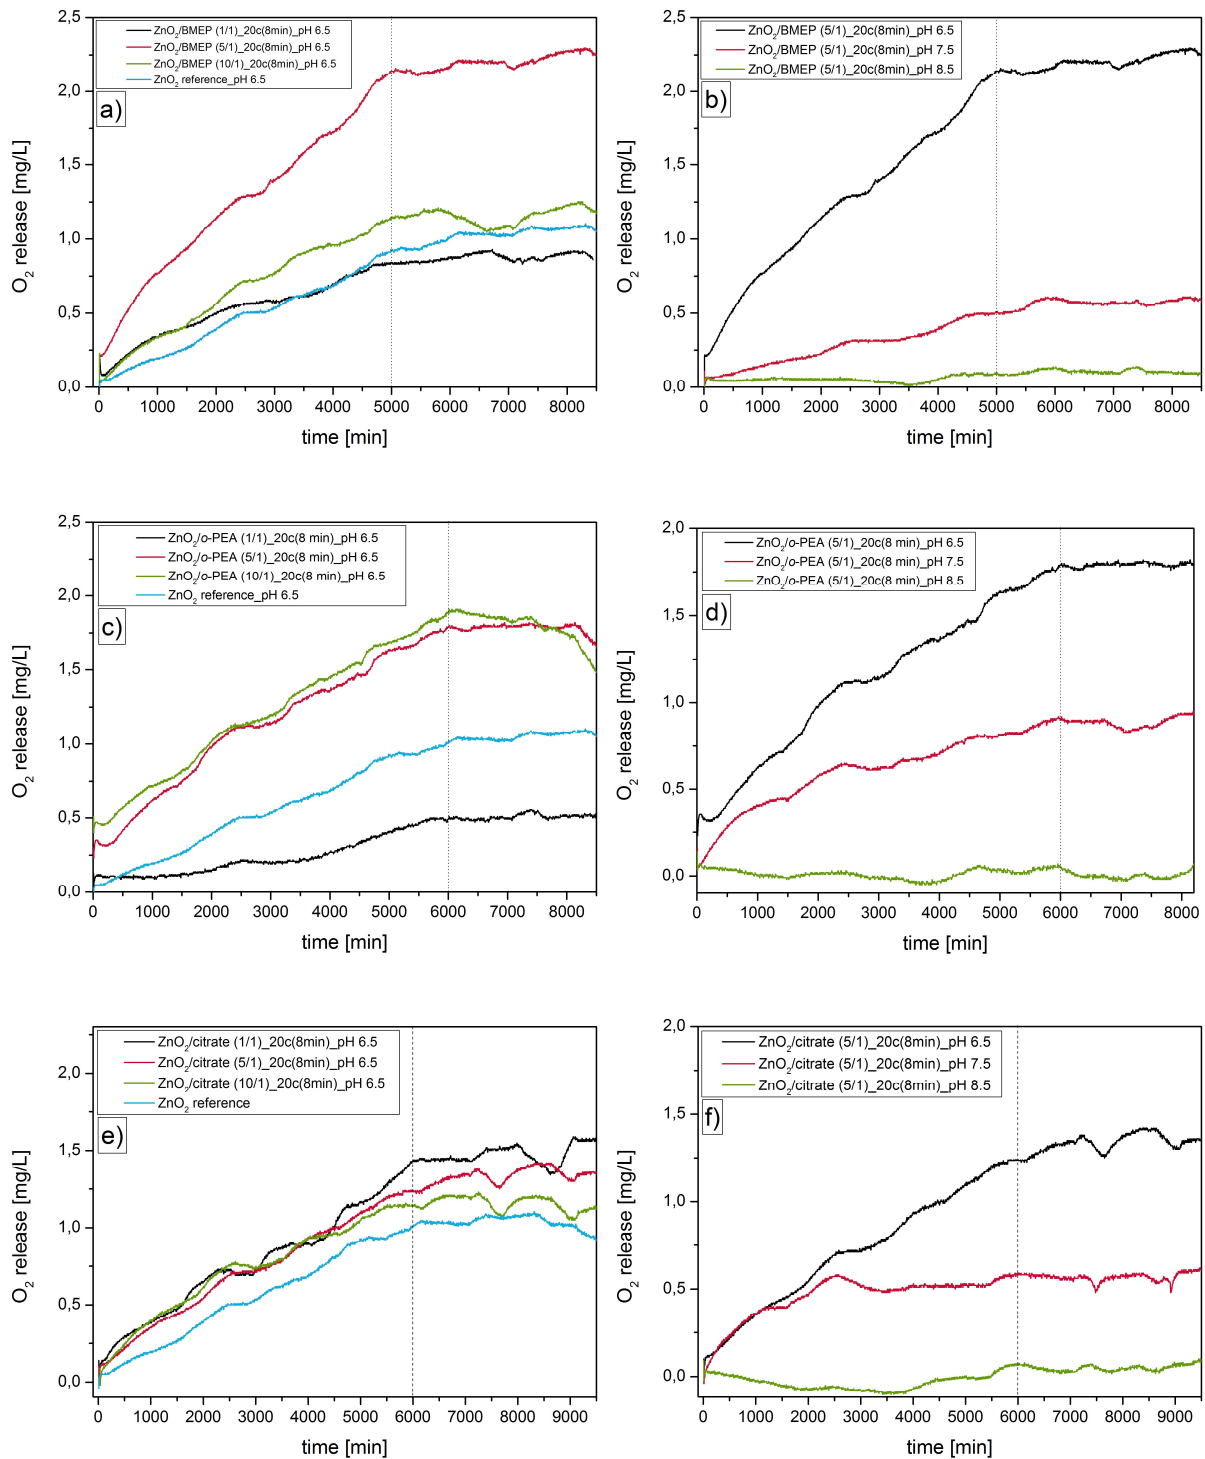 ZnO2/BMEP (1/1)_20c(8min)_pH 6.5
ZnO2/BMEP (5/1)_20c(8min)_pH 6.5
ZnO2/BMEP (10/1)_20c(8min)_pH 6.5
ZnO2 reference_pH 6.5
a)
2,5
2,0
1,5
1,0
0,5
0,0
O2 release [mg/L]
0 1000 2000 3000 4000 5000 6000 7000 8000
time [min]
ZnO2/BMEP (5/1)_20c(8min)_pH 6.5
ZnO2/BMEP (5/1)_20c(8min)_pH 7.5
ZnO2/BMEP (5/1)_20c(8min)_pH 8.5
b)
2,5
2,0
1,5
1,0
0,5
0,0
O2 release [mg/L]
0 1000 2000 3000 4000 5000 6000 7000 8000
time [min]
ZnO2/o-PEA (1/1)_20c(8 min)_pH 6.5
ZnO2/o-PEA (5/1)_20c(8 min)_pH 6.5
ZnO2/o-PEA (10/1)_20c(8 min)_pH 6.5
ZnO2 reference_pH 6.5
c)
2,5
2,0
1,5
1,0
0,5
0,0
O2 release [mg/L]
0 1000 2000 3000 4000 5000 6000 7000 8000
time [min]
ZnO2/o-PEA (5/1)_20c(8 min)_pH 6.5
ZnO2/o-PEA (5/1)_20c(8 min)_pH 7.5
ZnO2/o-PEA (5/1)_20c(8 min)_pH 8.5
d)
2,0
1,5
1,0
0,5
0,0
O2 release [mg/L]
0 1000 2000 3000 4000 5000 6000 7000 8000
time [min]
ZnO2/citrate (1/1)_20c(8min)_pH 6.5
ZnO2/citrate (5/1)_20c(8min)_pH 6.5
ZnO2/citrate (10/1)_20c(8min)_pH 6.5
ZnO2 reference
e)
2,0
1,5
1,0
0,5
0,0
O2 release [mg/L]
0 1000 2000 3000 4000 5000 6000 7000 8000 9000
time [min]
ZnO2/citrate (5/1)_20c(8min)_pH 6.5
ZnO2/citrate (5/1)_20c(8min)_pH 7.5
ZnO2/citrate (5/1)_20c(8min)_pH 8.5
f)
2,0
1,5
1,0
0,5
0,0
O2 release [mg/L]
0 1000 2000 3000 4000 5000 6000 7000 8000 9000
time [min]